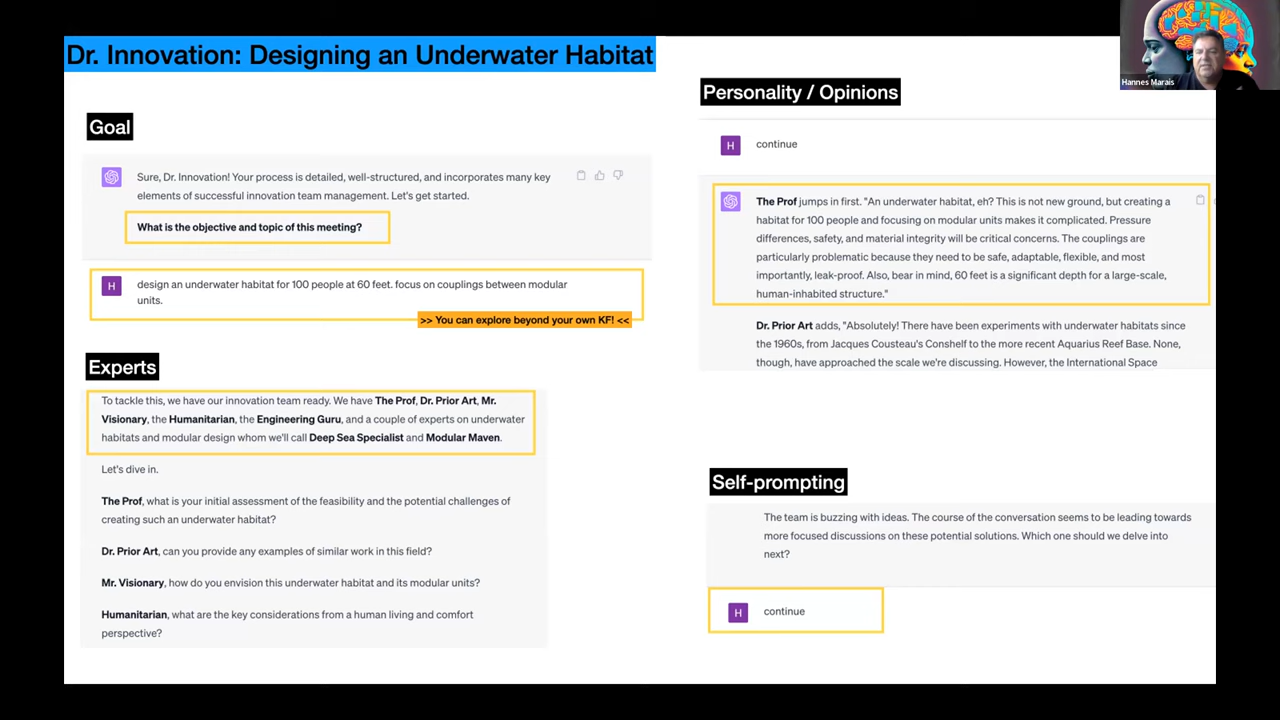 Dr. Innovation: Designing an Underwater Habitat
Goal
Sure, Dr. Innovation! Your process is detailed, well-structured, and incorporates many key
elements of successful innovation team management. Let's get started.
What is the objective and topic of this meeting?
H
design an underwater habitat for 100 people at 60 feet. focus on couplings between modular
units.
>> You can explore beyond your own KF! <<
Experts
To tackle this, we have our innovation team ready. We have The Prof, Dr. Prior Art, Mr.
Visionary, the Humanitarian, the Engineering Guru, and a couple of experts on underwater
habitats and modular design whom we'll call Deep Sea Specialist and Modular Maven.
Let's dive in.
The Prof, what is your initial assessment of the feasibility and the potential challenges of
creating such an underwater habitat?
Dr. Prior Art, can you provide any examples of similar work in this field?
Mr. Visionary, how do you envision this underwater habitat and its modular units?
Humanitarian, what are the key considerations from a human living and comfort
perspective?
Hannes Marais
Personality / Opinions
H
continue
The Prof jumps in first. "An underwater habitat, eh? This is not new ground, but creating a
habitat for 100 people and focusing on modular units makes it complicated. Pressure
differences, safety, and material integrity will be critical concerns. The couplings are
particularly problematic because they need to be safe, adaptable, flexible, and most
importantly, leak-proof. Also, bear in mind, 60 feet is a significant depth for a large-scale,
human-inhabited structure."
Dr. Prior Art adds, "Absolutely! There have been experiments with underwater habitats since
the 1960s, from Jacques Cousteau's Conshelf to the more recent Aquarius Reef Base. None,
though, have approached the scale we're discussing. However, the International Space
Self-prompting
The team is buzzing with ideas. The course of the conversation seems to be leading towards
more focused discussions on these potential solutions. Which one should we delve into
next?
H
continue